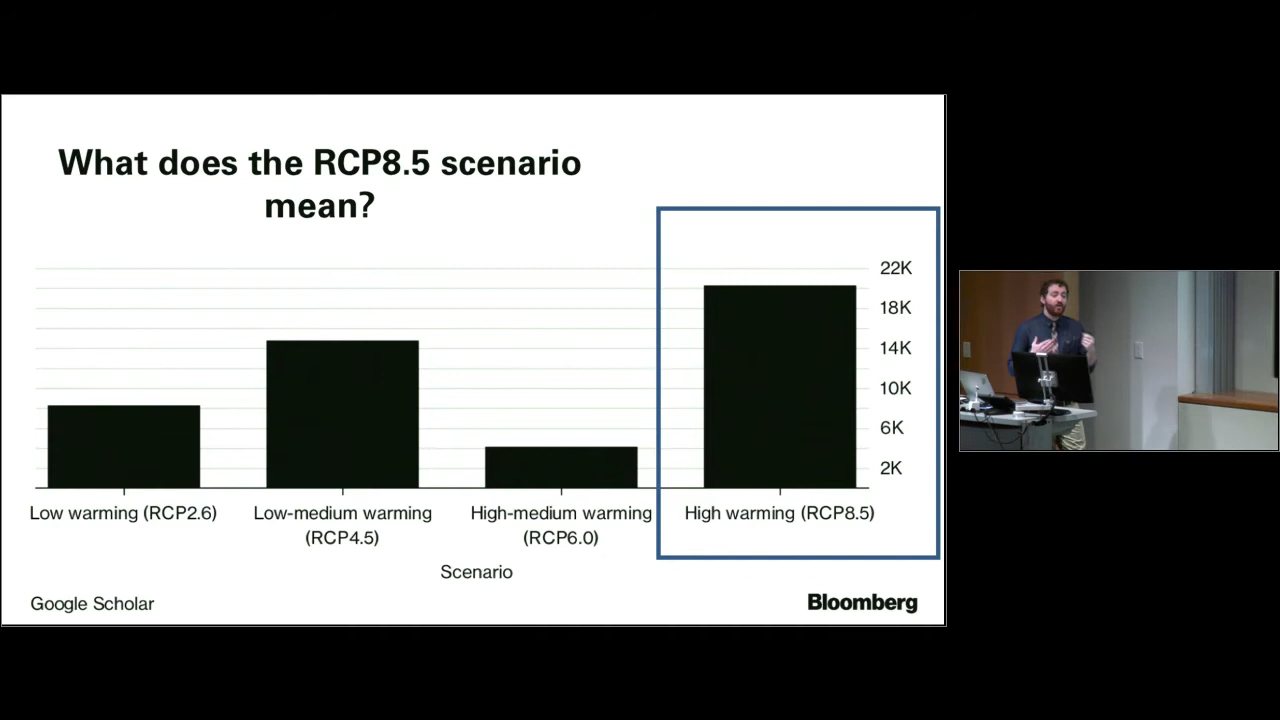 What does the RCP8.5 scenario
mean?
22K
18K
14K
10K
6K
2K
Low warming (RCP2.6)
Low-medium warming
(RCP4.5)
High-medium warming
(RCP6.0)
High warming (RCP8.5)
Scenario
Google Scholar
Bloomberg